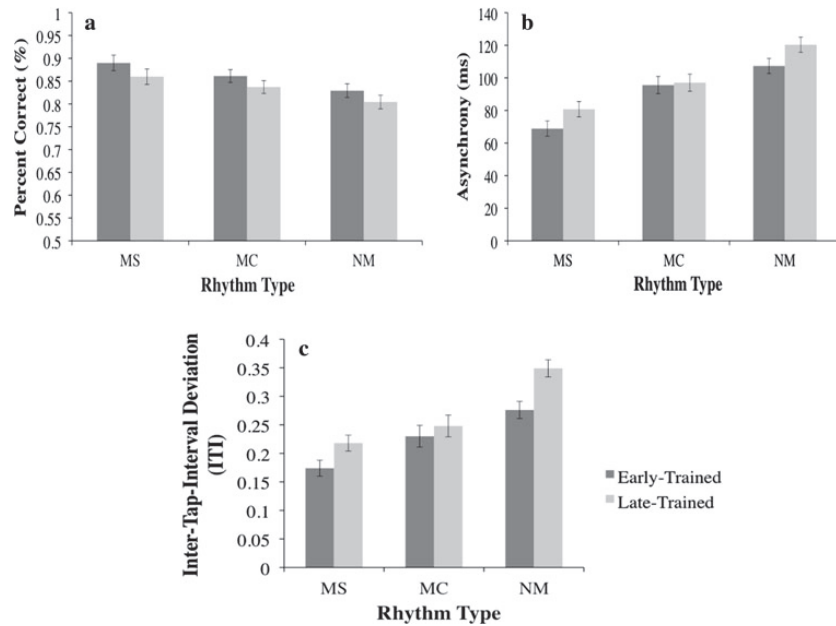 a
Percent Correct (%)
1
0.95
0.9
0.85
0.8
0.75
0.7
0.65
0.6
0.55
0.5
MS MC NM
Rhythm Type
b
Asynchrony (ms)
140
120
100
80
60
40
20
0
MS MC NM
Rhythm Type
c
Inter-Tap-Interval Deviation
(ITI)
0.4
0.35
0.3
0.25
0.2
0.15
0.1
0.05
0
MS MC NM
Rhythm Type
Early-Trained
Late-Trained